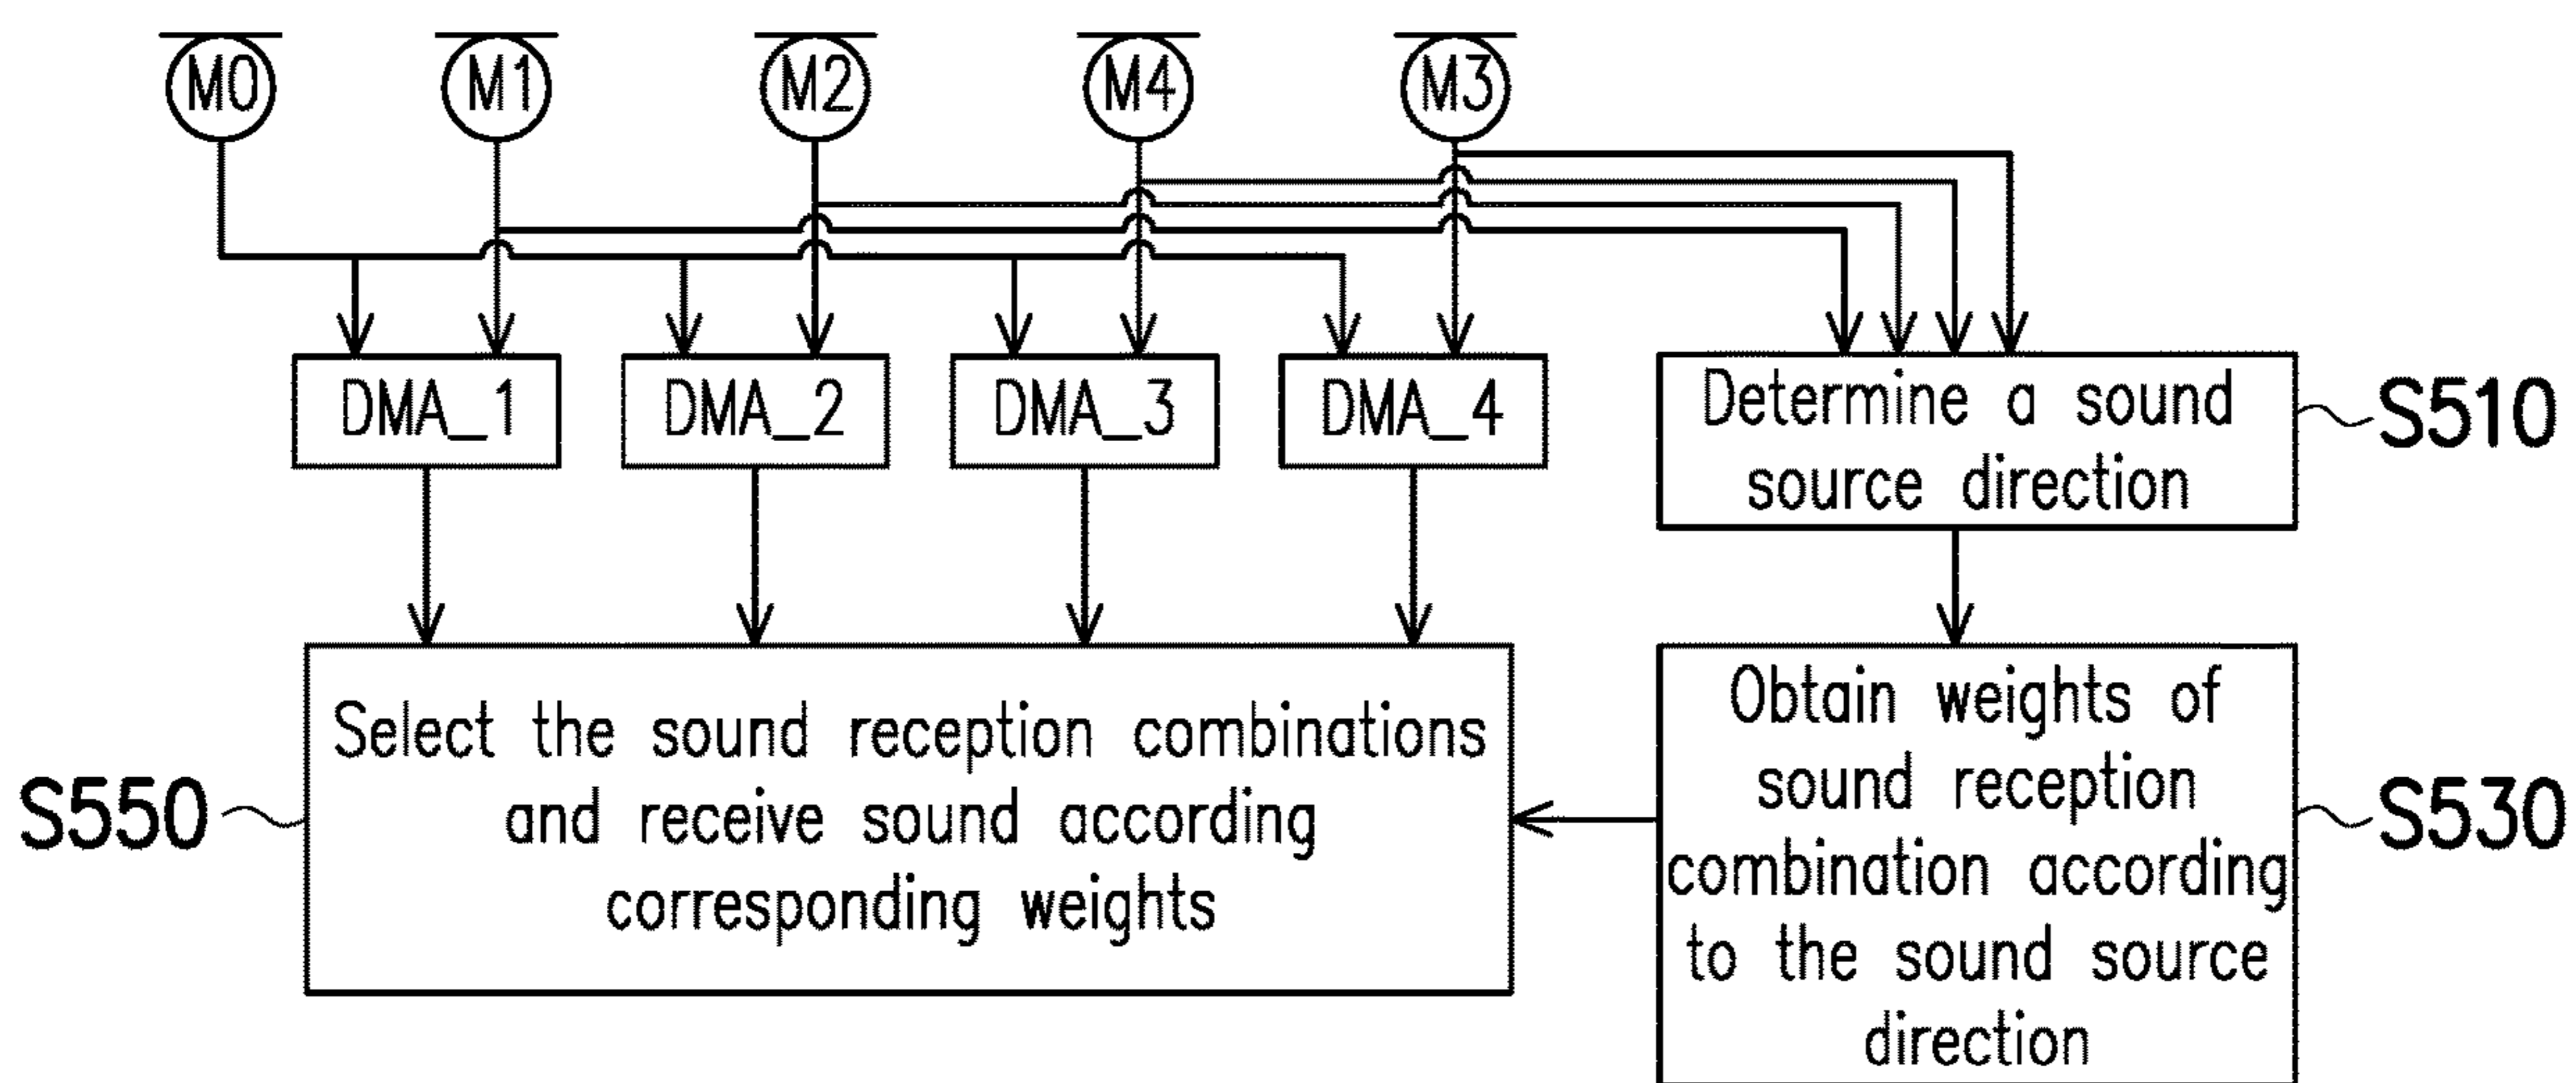 M0
M1
M2
M4
M3
DMA_1
DMA_2
DMA_3
DMA_4
Determine a sound
source direction
S510
Select the sound reception combinations
and receive sound according
corresponding weights
S550
Obtain weights of
sound reception
combination according
to the sound source
direction
S530